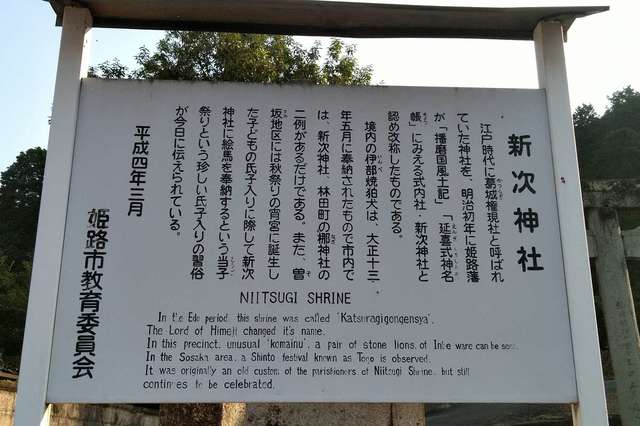 新次神社
江戸時代に葛城権現社と呼ばれ
ていた神社を、明治初年に姫路藩
が「播磨国風土記」「延喜式神名
帳」にみえる式内社・新次神社と
認め改称したものである。
境内の伊部焼狛犬は、大正十三
年五月に奉納されたもので市内で
は、新次神社、林田町の梛神社の
二例があるだけである。また、曽
坂地区には秋祭りの宵宮に誕生し
た子どもの氏子入りに際して新次
神社に絵馬を奉納するという当子
祭りという珍しい氏子入りの習俗
が今日に伝えられている。
平成四年三月
姫路市教育委員会
NIITSUGI SHRINE
In the Edo period, this shrine was called 'Katsuragigongensya'.
The Lord of Himeji changed it's name.
In this precinct, unusual 'komainu', a pair of stone lions, of Inbe ware can be seen.
In the Sosaka area, a Shinto festival known as Togo is observed.
It was originally an old custom of the parishioners of Niitsugi Shrine, but still
continues to be celebrated.